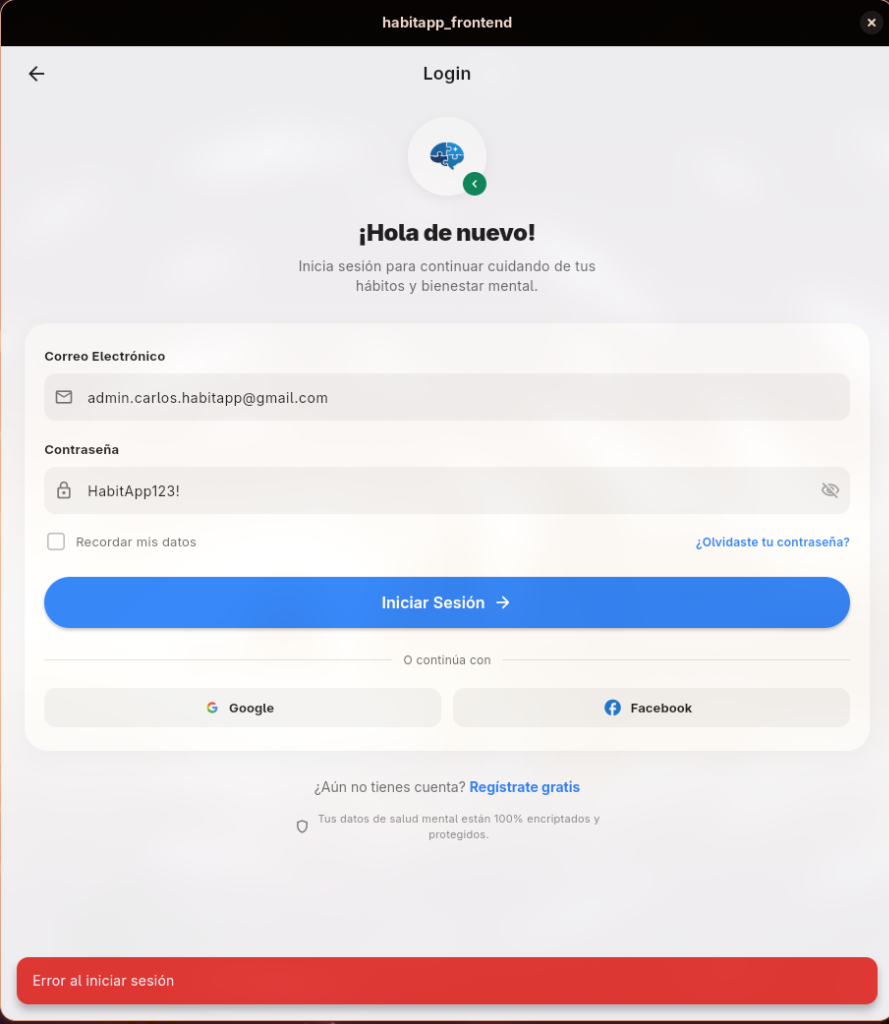 habitapp_frontend
Login
¡Hola de nuevo!
Inicia sesión para continuar cuidando de tus
hábitos y bienestar mental.
Correo Electrónico
admin.carlos.habitapp@gmail.com
Contraseña
HabitApp123!
Recordar mis datos
¿Olvidaste tu contraseña?
Iniciar Sesión
O continúa con
Google
Facebook
¿Aún no tienes cuenta? Regístrate gratis
Tus datos de salud mental están 100% encriptados y
protegidos.
Error al iniciar sesión